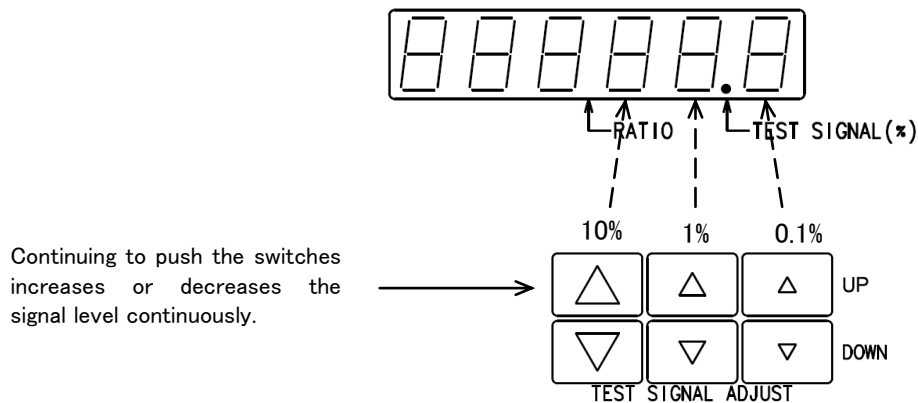 RATIO TEST SIGNAL(%)
10% 1% 0.1%
Continuing to push the switches
increases or decreases the
signal level continuously.
UP
DOWN
TEST SIGNAL ADJUST